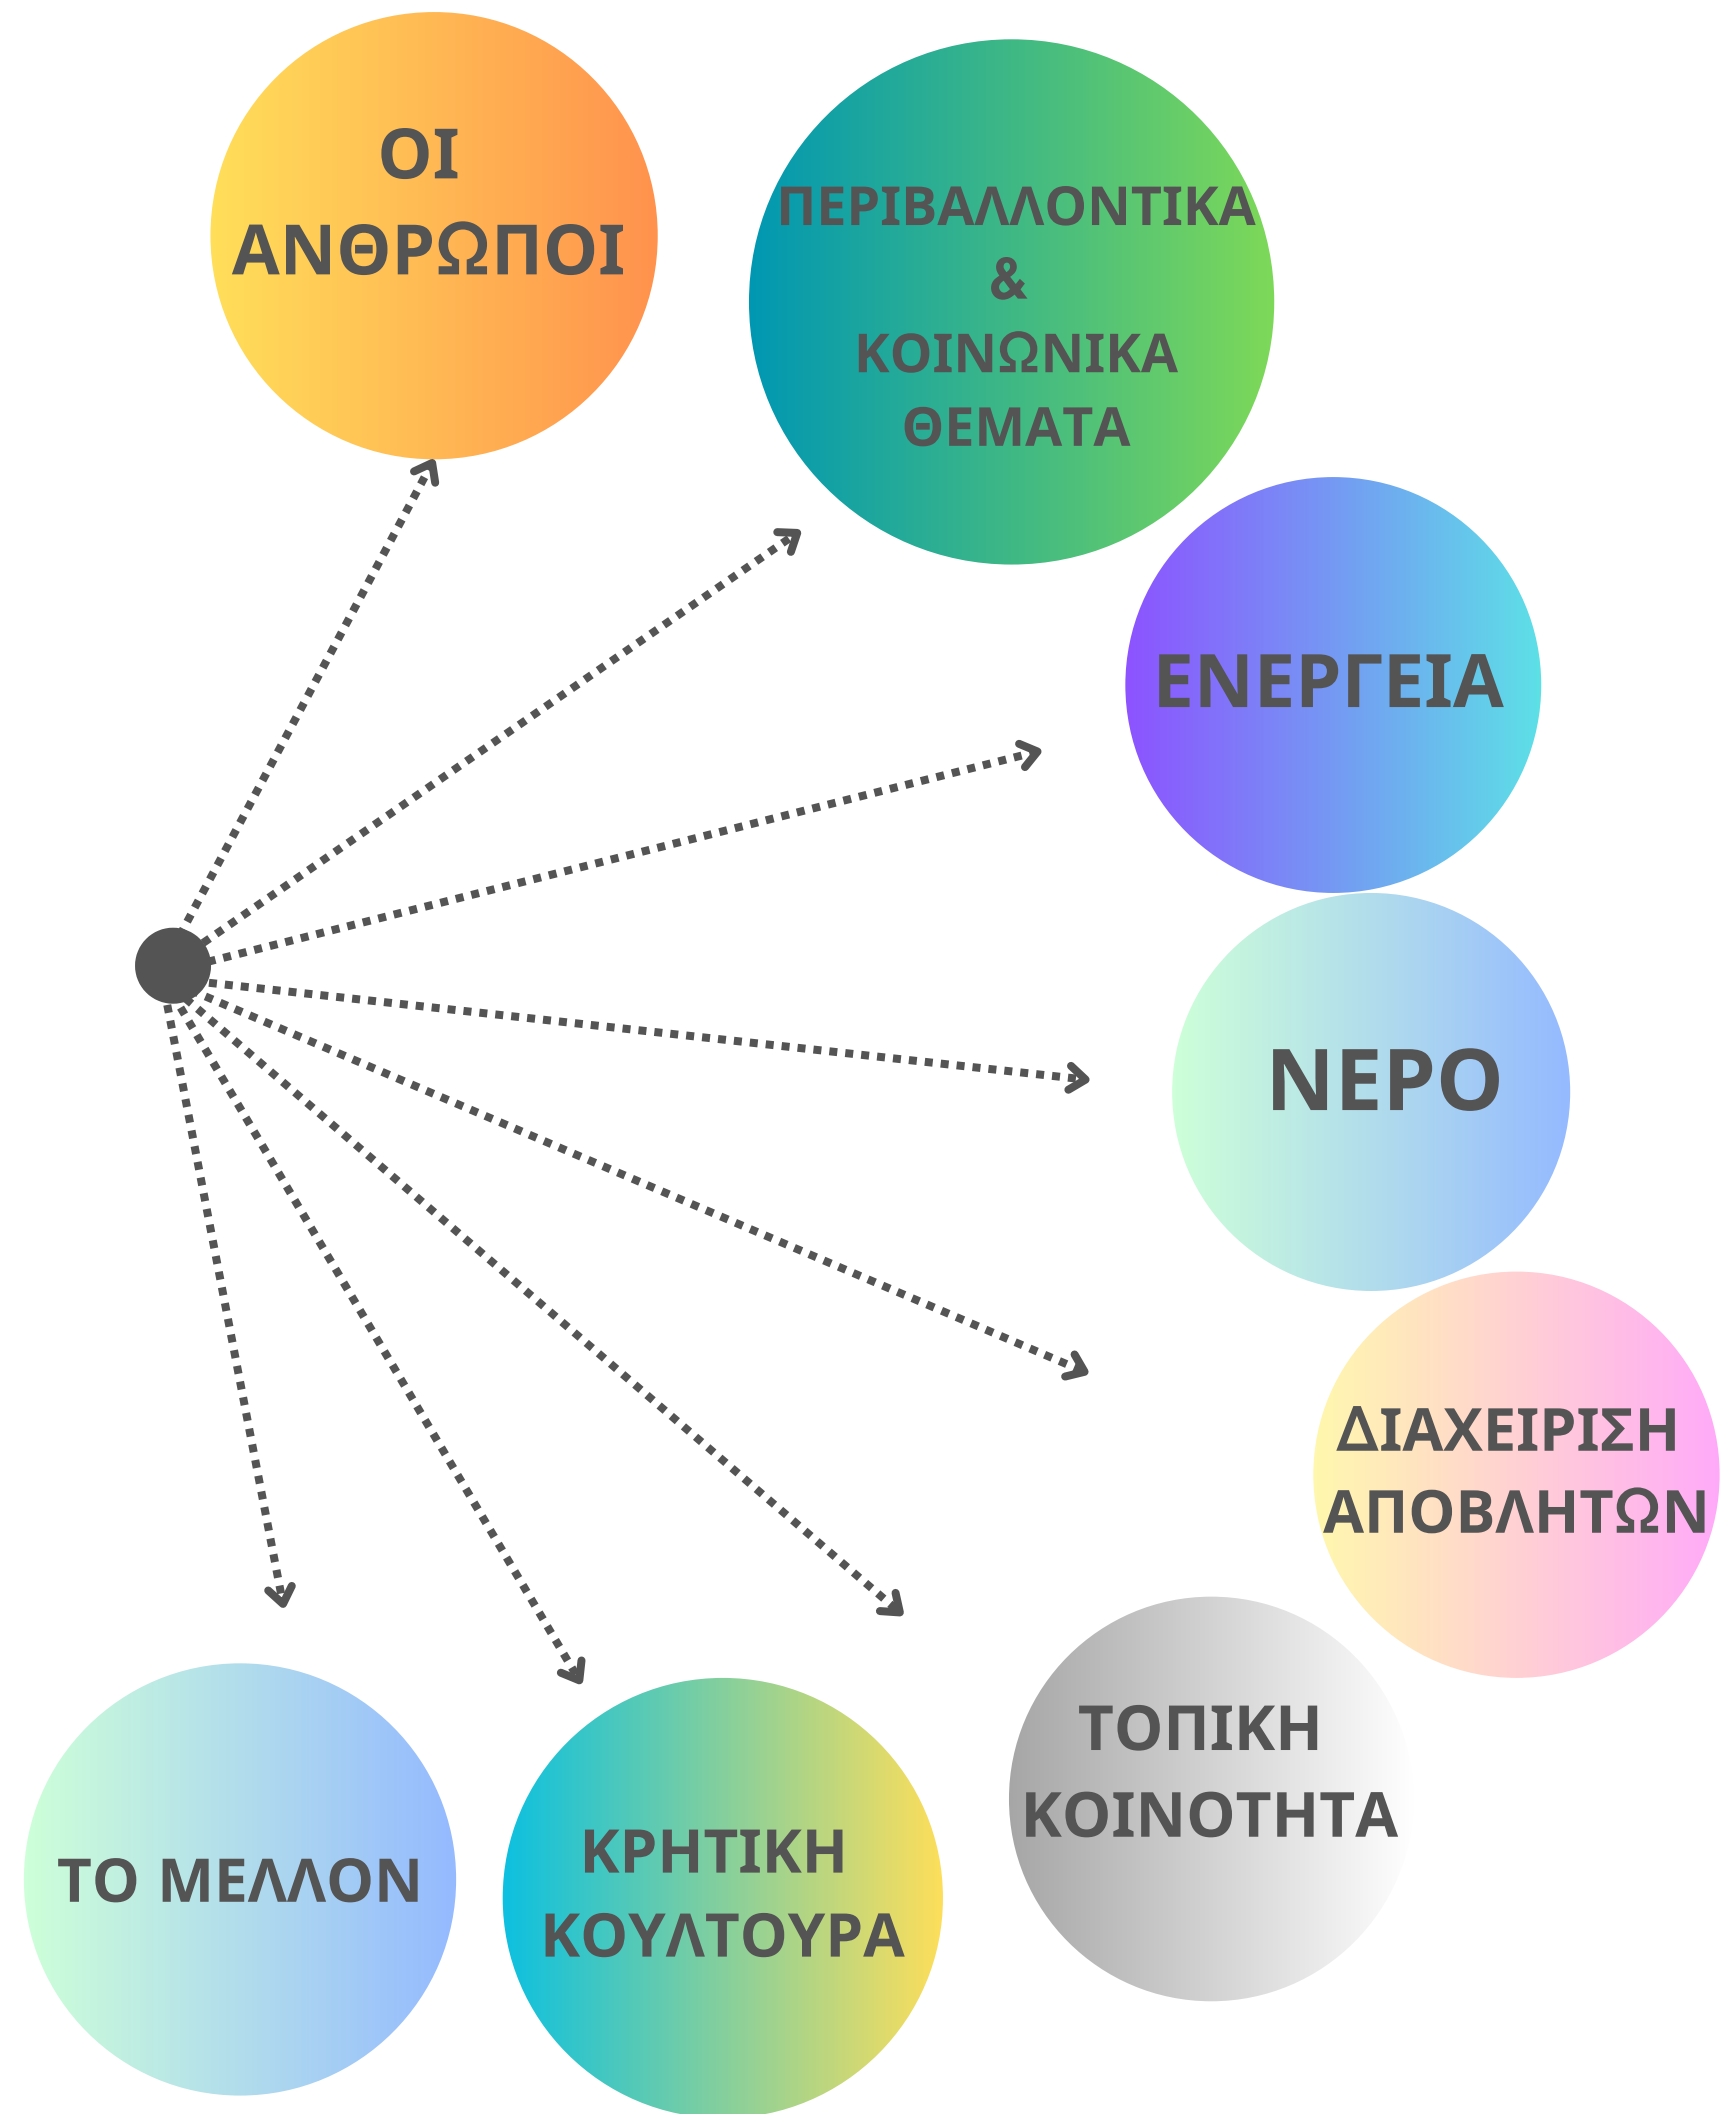 ΟΙ
ΑΝΘΡΩΠΟΙ
ΠΕΡΙΒΑΛΛΟΝΤΙΚΑ
&
ΚΟΙΝΩΝΙΚΑ
ΘΕΜΑΤΑ
ΕΝΕΡΓΕΙΑ
ΝΕΡΟ
ΔΙΑΧΕΙΡΙΣΗ
ΑΠΟΒΛΗΤΩΝ
ΤΟΠΙΚΗ
ΚΟΙΝΟΤΗΤΑ
ΚΡΗΤΙΚΗ
ΚΟΥΛΤΟΥΡΑ
ΤΟ ΜΕΛΛΟΝ